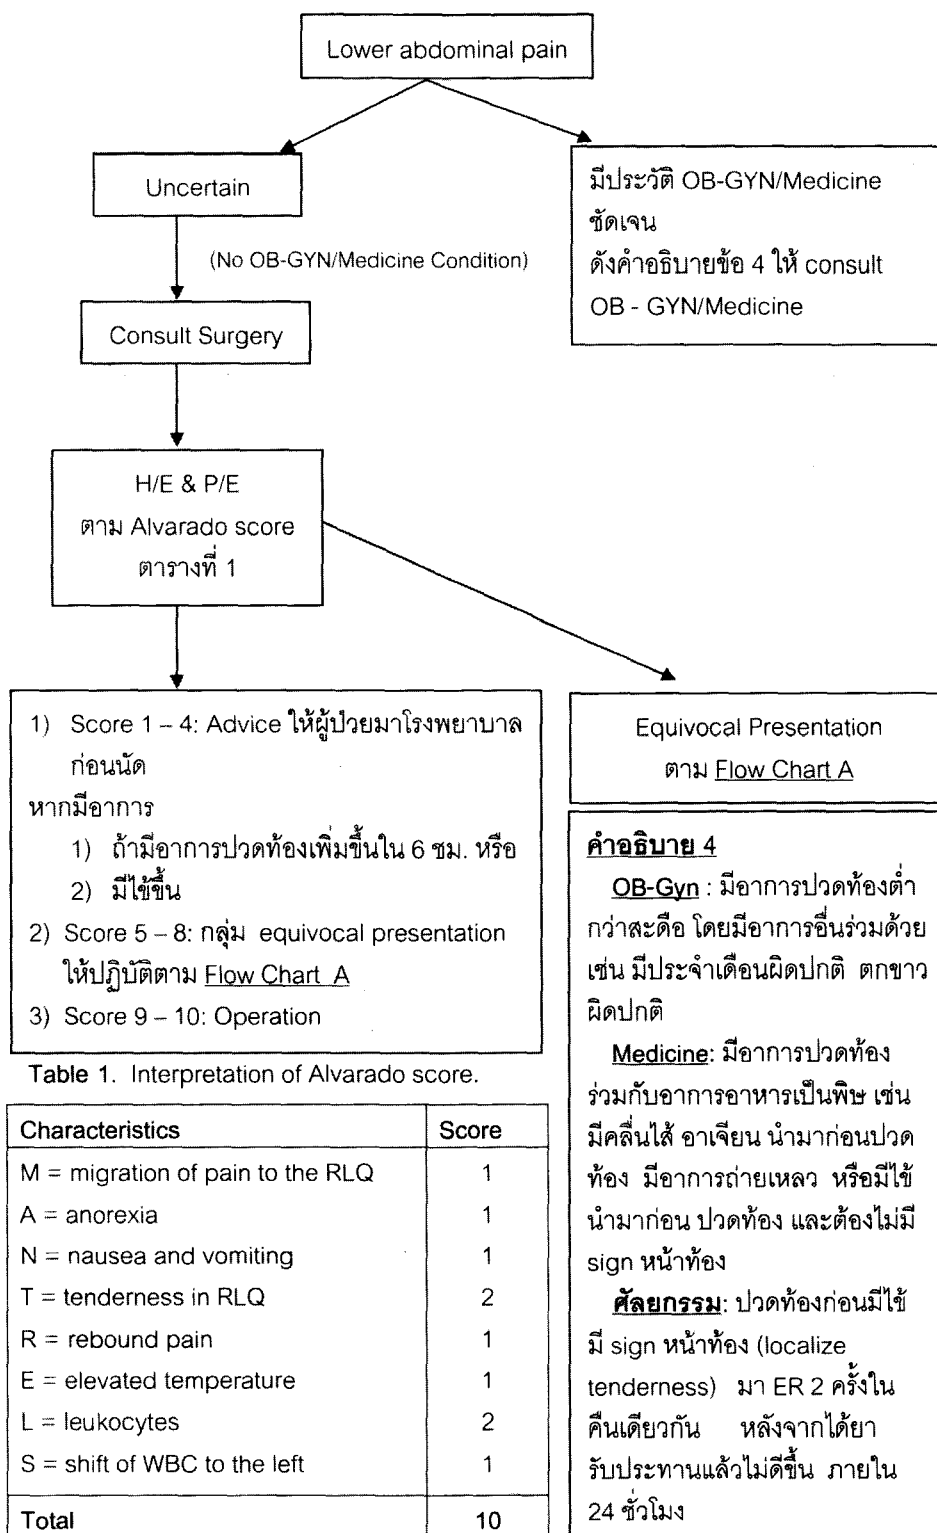 Lower abdominal pain
Uncertain
มีประวัติ OB-GYN/Medicine
ชัดเจน
ดังคำอธิบายข้อ 4 ให้ consult
OB - GYN/Medicine
(No OB-GYN/Medicine Condition)
Consult Surgery
H/E & P/E
ตาม Alvarado score
ตารางที่ 1
1) Score 1 – 4: Advice ให้ผู้ป่วยมาโรงพยาบาล
ก่อนนัด
หากมีอาการ
1) ถ้ามีอาการปวดท้องเพิ่มขึ้นใน 6 ชม. หรือ
2) มีไข้ขึ้น
2) Score 5 – 8: กลุ่ม equivocal presentation
ให้ปฏิบัติตาม Flow Chart A
3) Score 9 – 10: Operation
Equivocal Presentation
ตาม Flow Chart A
คำอธิบาย 4
OB-Gyn : มีอาการปวดท้องต่ำ
กว่าสะดือ โดยมีอาการอื่นร่วมด้วย
เช่น มีประจำเดือนผิดปกติ ตกขาว
ผิดปกติ
Medicine: มีอาการปวดท้อง
ร่วมกับอาการอาหารเป็นพิษ เช่น
มีคลื่นไส้ อาเจียน นำมาก่อนปวด
ท้อง มีอาการถ่ายเหลว หรือมีไข้
นำมาก่อน ปวดท้อง และต้องไม่มี
sign หน้าท้อง
ศัลยกรรม: ปวดท้องก่อนมีไข้
มี sign หน้าท้อง (localize
tenderness) มา ER 2 ครั้งใน
คืนเดียวกัน หลังจากได้ยา
รับประทานแล้วไม่ดีขึ้น ภายใน
24 ชั่วโมง
Table 1. Interpretation of Alvarado score.
Characteristics Score
M = migration of pain to the RLQ 1
A = anorexia 1
N = nausea and vomiting 1
T = tenderness in RLQ 2
R = rebound pain 1
E = elevated temperature 1
L = leukocytes 2
S = shift of WBC to the left 1
Total 10